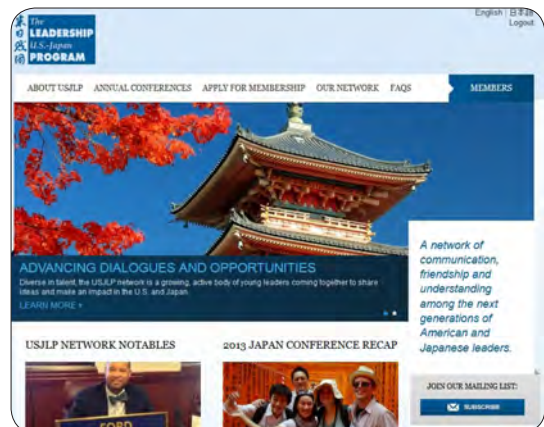 English | 日本語
Logout
The
LEADERSHIP
U.S.-Japan
PROGRAM
ABOUT USJLP ANNUAL CONFERENCES APPLY FOR MEMBERSHIP OUR NETWORK FAQS MEMBERS
ADVANCING DIALOGUES AND OPPORTUNITIES
Diverse in talent, the USJLP network is a growing, active body of young leaders coming together to share
ideas and make an impact in the U.S. and Japan.
LEARN MORE
A network of
communication,
friendship and
understanding
among the next
generations of
American and
Japanese leaders.
USJLP NETWORK NOTABLES
2013 JAPAN CONFERENCE RECAP
FORD
JOIN OUR MAILING LIST:
SUBSCRIBE